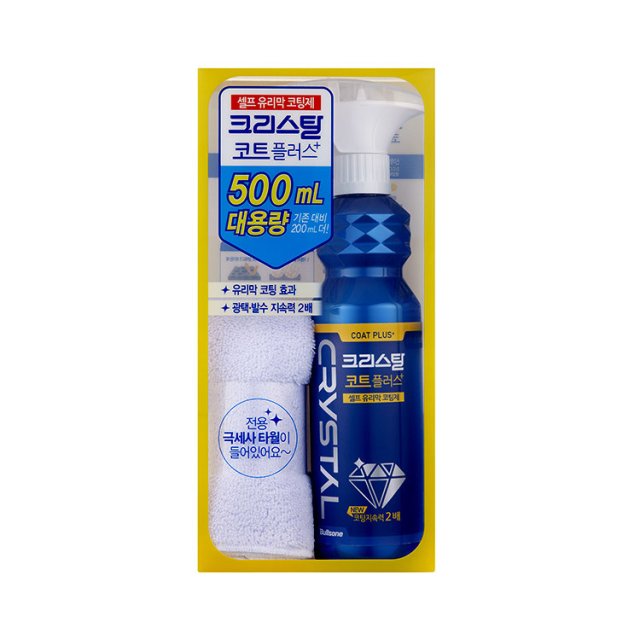 셀프 유리막 코팅제
크리스탈
코트 플러스+
500 mL
대용량
기존 대비
200 mL 더!
유리막 코팅 효과
광택·발수 지속력 2배
전용
극세사 타월이
들어있어요~
COAT PLUS+
크리스탈
코트 플러스+
셀프 유리막 코팅제
CRYSTAL
NEW
코팅지속력 2배
Bullsone